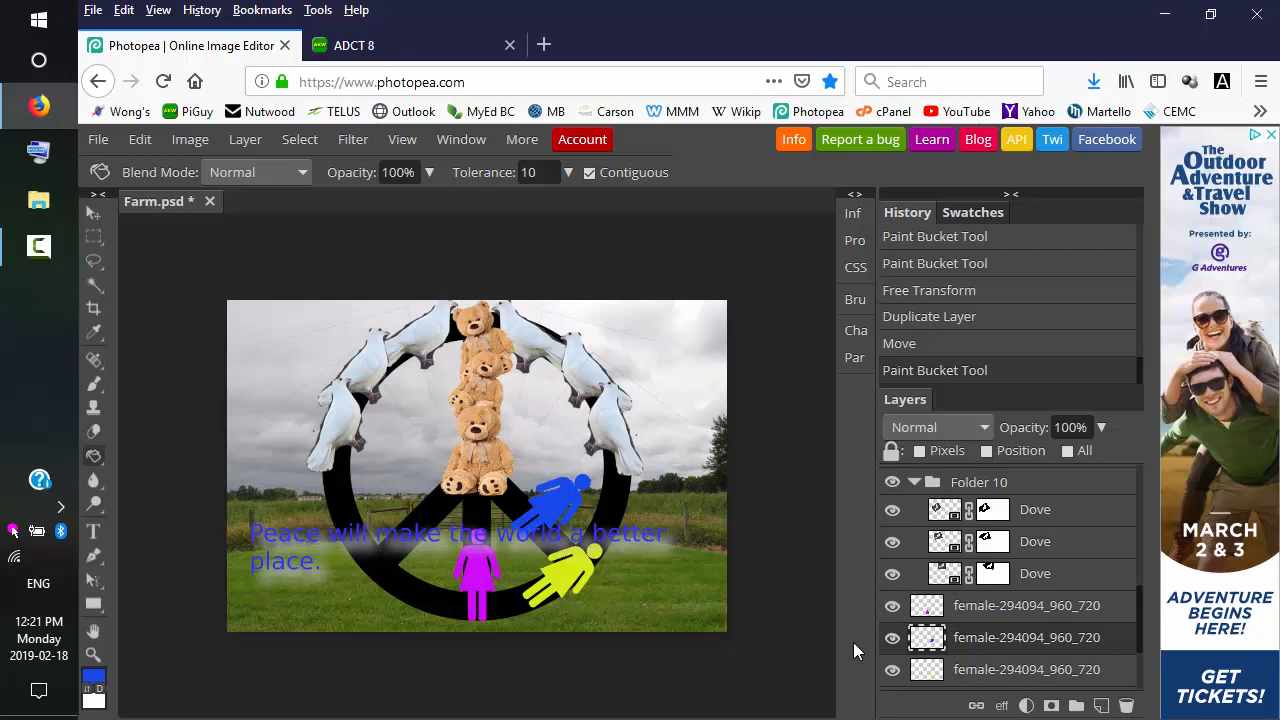 File Edit View History Bookmarks Tools Help
Photopea | Online Image Editor
ADCT 8
https://www.photopea.com
Search
Wong's PiGuy Nutwood TELUS Outlook MyEd BC MB Carson MMM Wikip Photopea cPanel YouTube Yahoo Martello CEMC
File Edit Image Layer Select Filter View Window More Account
Info Report a bug Learn Blog API Twi Facebook
Blend Mode: Normal Opacity: 100% Tolerance: 10 Contiguous
Farm.psd *
Inf
Pro
CSS
Bru
Cha
Par
History Swatches
Paint Bucket Tool
Paint Bucket Tool
Free Transform
Duplicate Layer
Move
Paint Bucket Tool
Layers
Normal Opacity: 100%
Pixels Position All
Folder 10
Dove
Dove
Dove
female-294094_960_720
female-294094_960_720
female-294094_960_720
eff
Peace will make the world a better
place.
The
Outdoor
Adventure
& Travel
Show
Presented by:
G Adventures
MARCH
2 & 3
ADVENTURE
BEGINS
HERE!
GET
TICKETS!
ENG
12:21 PM
Monday
2019-02-18
D